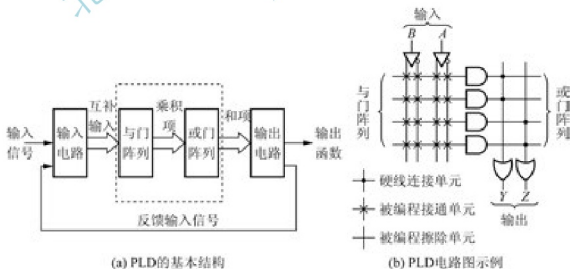 输入信号
输入电路
互补输入
与门阵列
乘积项
或门阵列
和项
输出电路
输出函数
反馈输入信号
(a) PLD的基本结构
输入
B A
与门阵列
或门阵列
硬线连接单元
被编程接通单元
被编程擦除单元
Y Z
输出
(b) PLD电路图示例